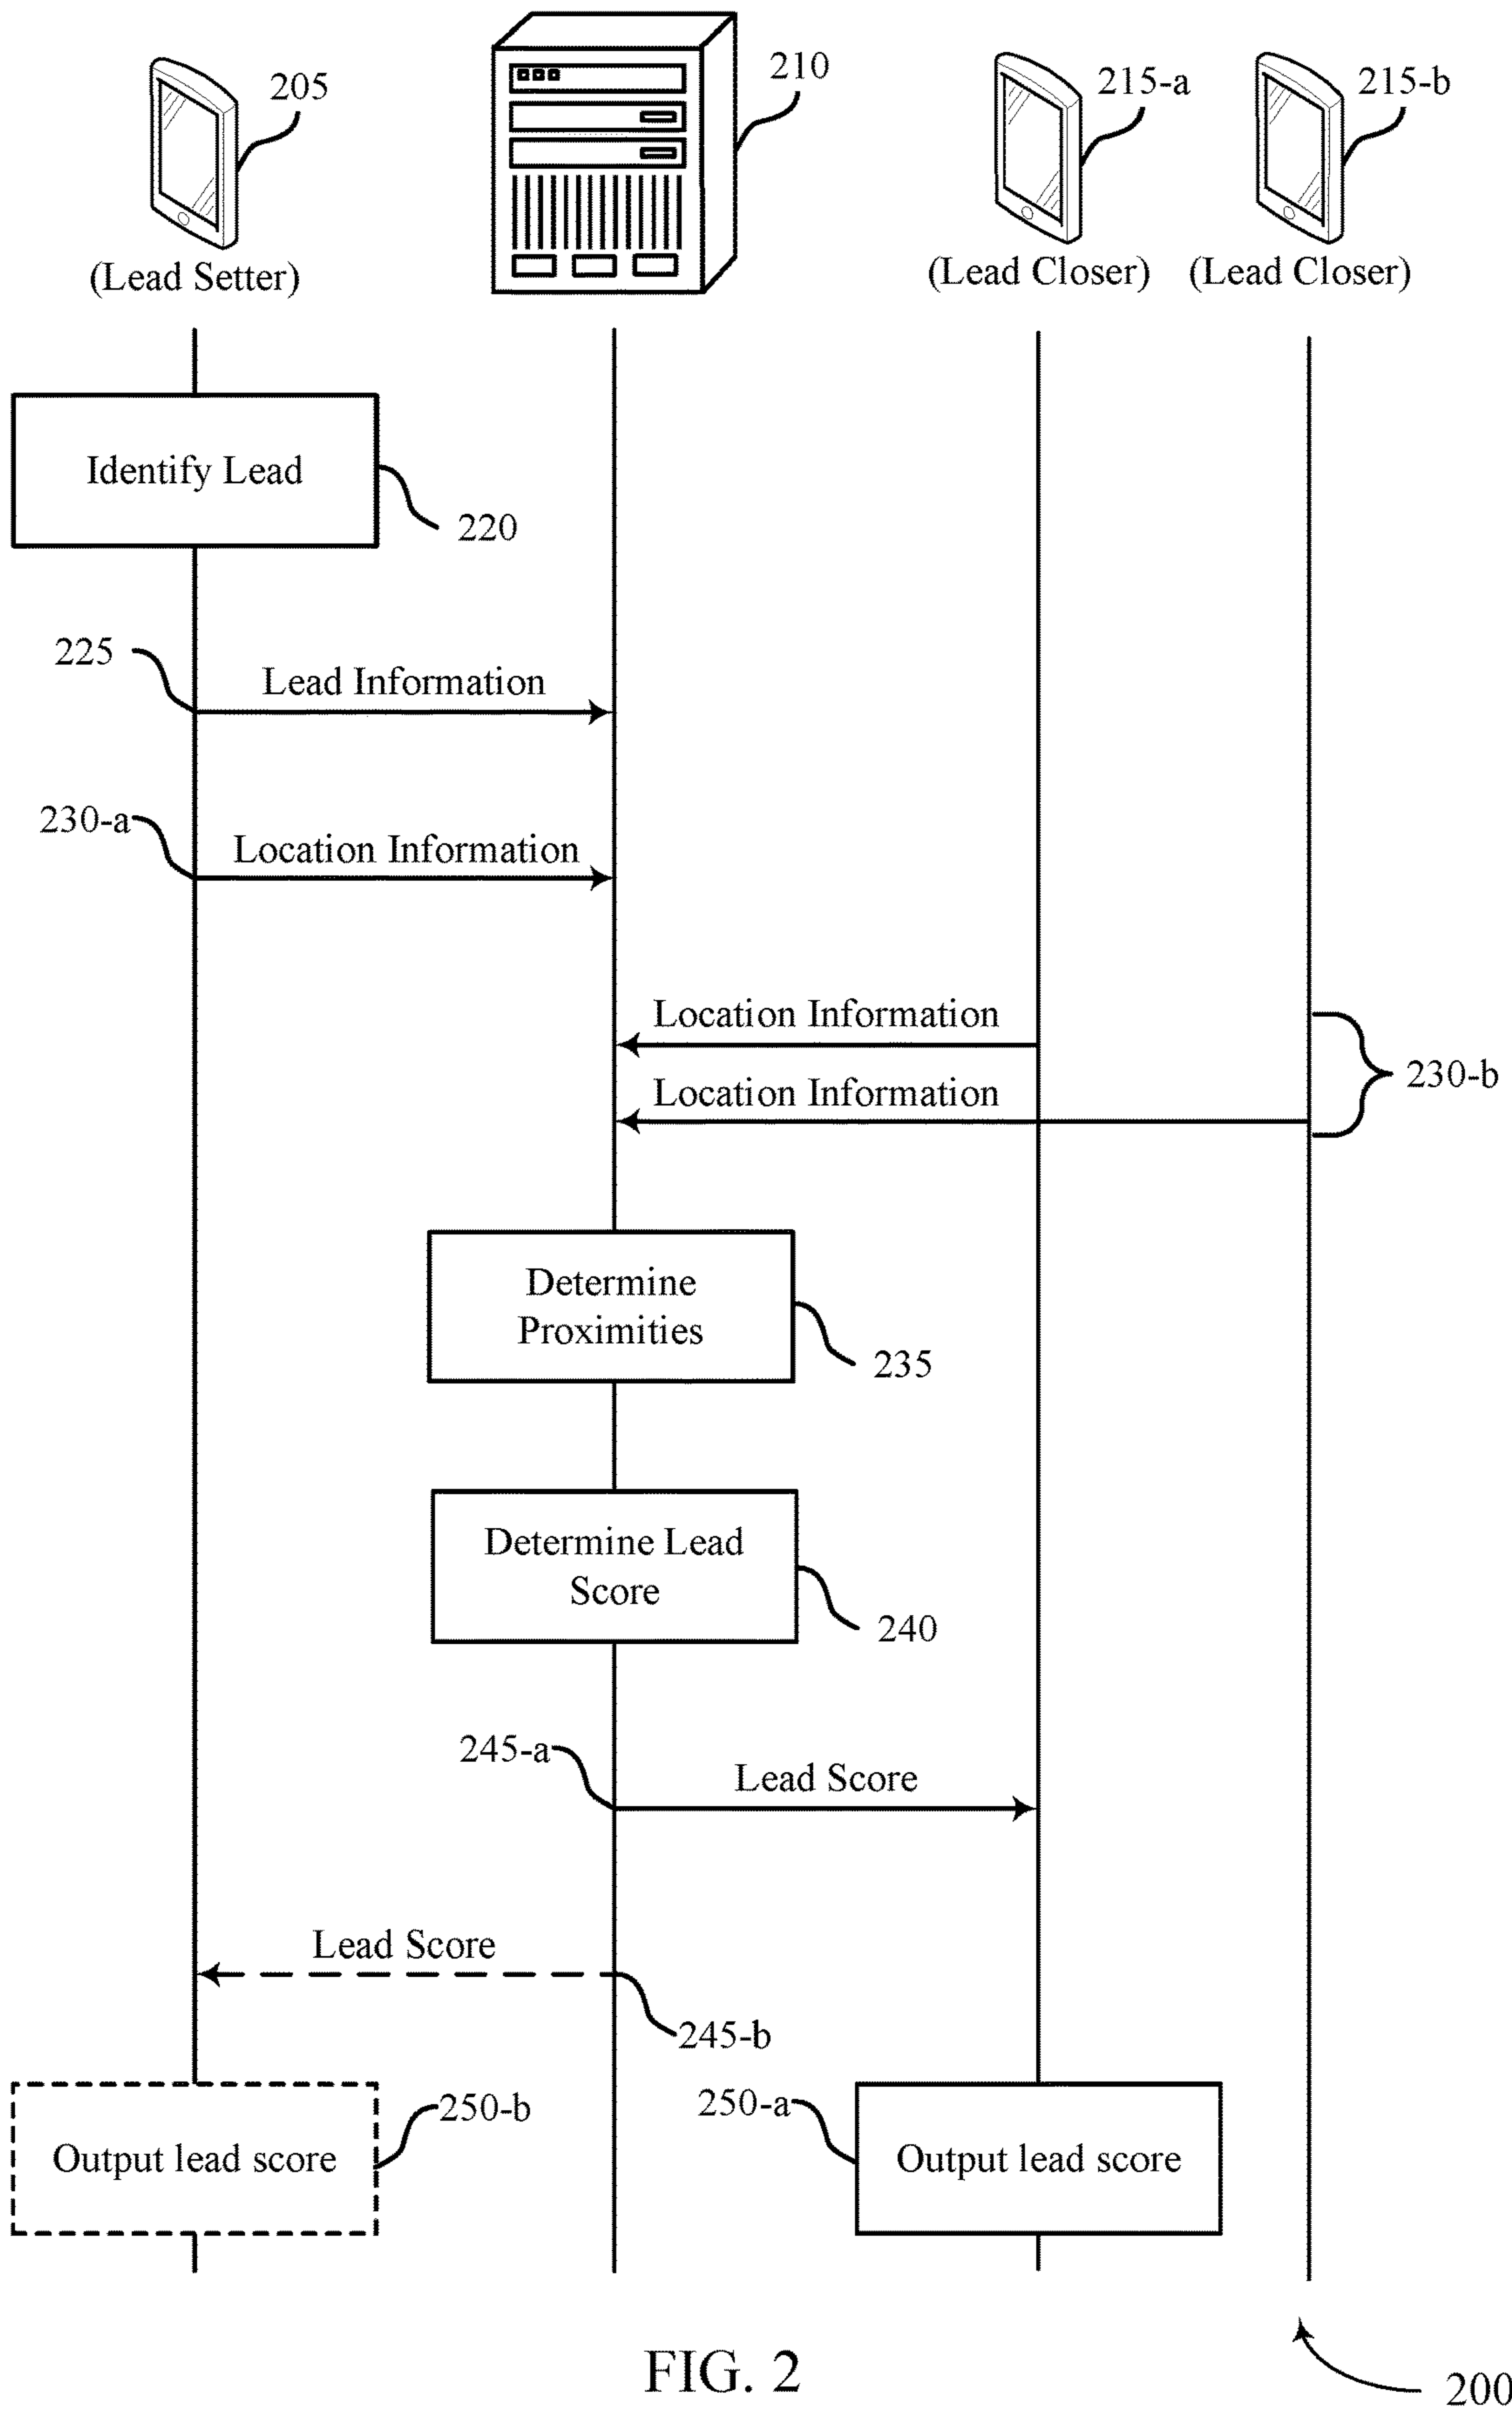 205
210
215-a
215-b
(Lead Setter)
(Lead Closer)
(Lead Closer)
Identify Lead
220
225
Lead Information
230-a
Location Information
Location Information
Location Information
230-b
Determine
Proximities
235
Determine Lead
Score
240
245-a
Lead Score
Lead Score
245-b
250-b
Output lead score
250-a
Output lead score
FIG. 2
200